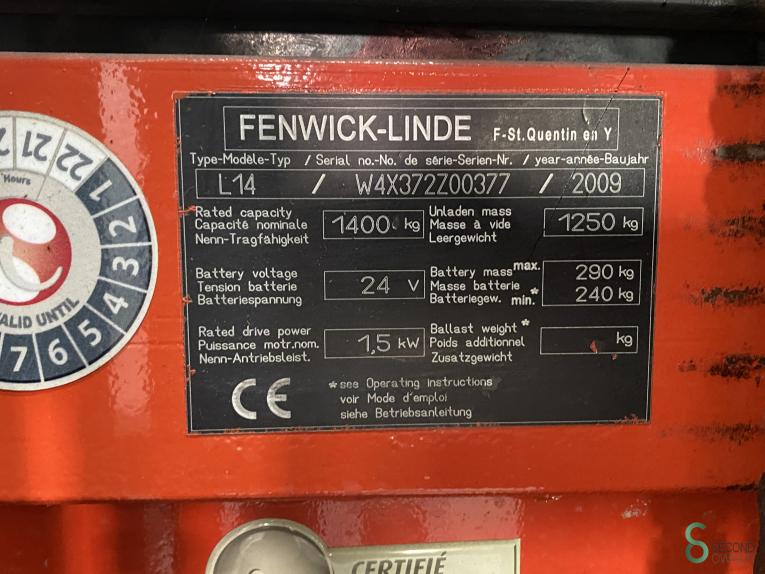 FENWICK-LINDE F-St.Quentin en Y
Type-Modèle-Typ / Serial no.-No. de série-Serien-Nr. / year-année-Baujahr
L14 / W4X372Z00377 / 2009
Rated capacity
Capacité nominale
Nenn-Tragfähigkeit
1400 kg
Unladen mass
Masse à vide
Leergewicht
1250 kg
Battery voltage
Tension batterie
Batteriespannung
24 V
Battery mass max.
Masse batterie *
Batteriegew. min.
290 kg
240 kg
Rated drive power
Puissance motr.nom.
Nenn-Antriebsleist.
1,5 kW
Ballast weight *
Poids additionnel
Zusatzgewicht
kg
CE
*see Operating instructions
voir Mode d'emploi
siehe Betriebsanleitung
21 22
Hours
1 2 3 4 5 6 7
VALID UNTIL
CERTIFIÉ
SECOND